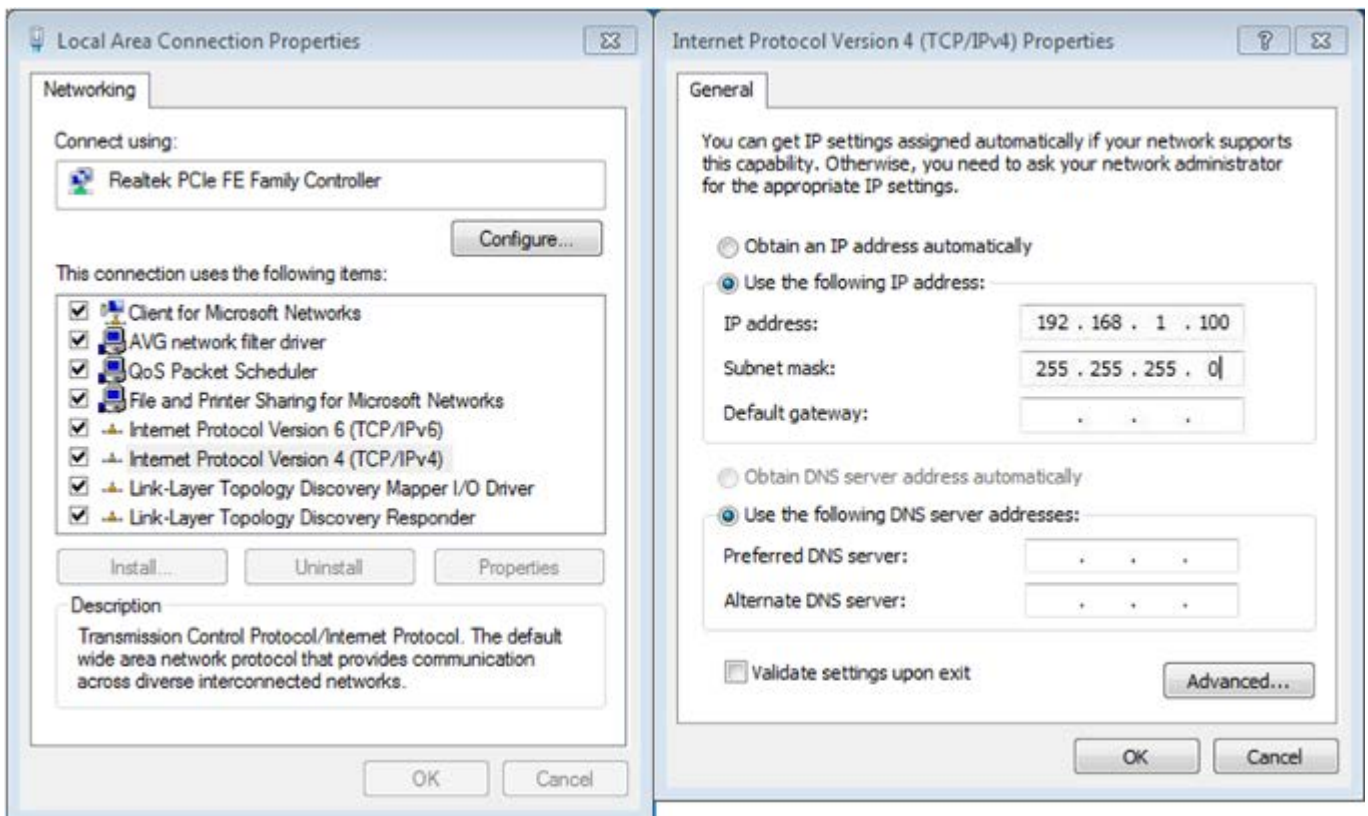 Local Area Connection Properties
Networking
Connect using:
Realtek PCIe FE Family Controller
Configure...
This connection uses the following items:
Client for Microsoft Networks
AVG network filter driver
QoS Packet Scheduler
File and Printer Sharing for Microsoft Networks
Internet Protocol Version 6 (TCP/IPv6)
Internet Protocol Version 4 (TCP/IPv4)
Link-Layer Topology Discovery Mapper I/O Driver
Link-Layer Topology Discovery Responder
Install... Uninstall Properties
Description
Transmission Control Protocol/Internet Protocol. The default
wide area network protocol that provides communication
across diverse interconnected networks.
OK Cancel
Internet Protocol Version 4 (TCP/IPv4) Properties
General
You can get IP settings assigned automatically if your network supports
this capability. Otherwise, you need to ask your network administrator
for the appropriate IP settings.
Obtain an IP address automatically
Use the following IP address:
IP address: 192 . 168 . 1 . 100
Subnet mask: 255 . 255 . 255 . 0
Default gateway: . . .
Obtain DNS server address automatically
Use the following DNS server addresses:
Preferred DNS server: . . .
Alternate DNS server: . . .
Validate settings upon exit
Advanced...
OK Cancel